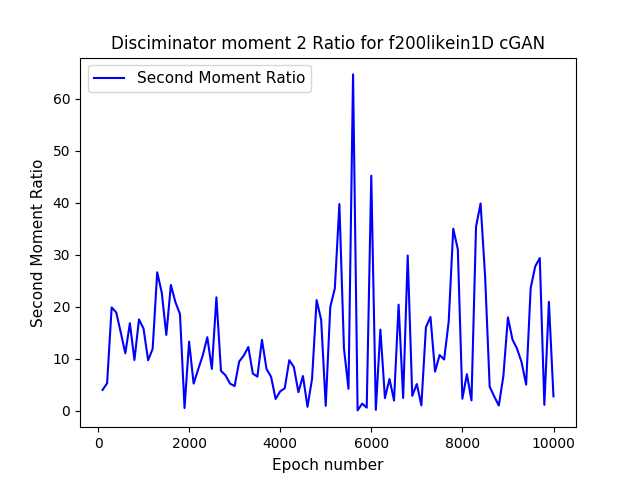 Disciminator moment 2 Ratio for f200likein1D cGAN
Second Moment Ratio
60
50
40
30
20
10
0
Second Moment Ratio
0 2000 4000 6000 8000 10000
Epoch number